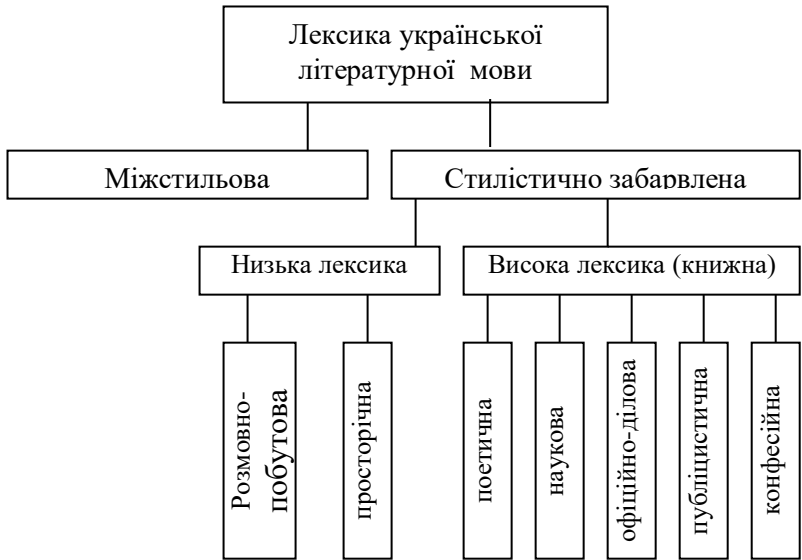 Лексика української
літературної мови
Міжстильова
Стилістично забарвлена
Низька лексика
Висока лексика (книжна)
Розмовно-
побутова
просторічна
поетична
наукова
офіційно-ділова
публіцистична
конфесійна